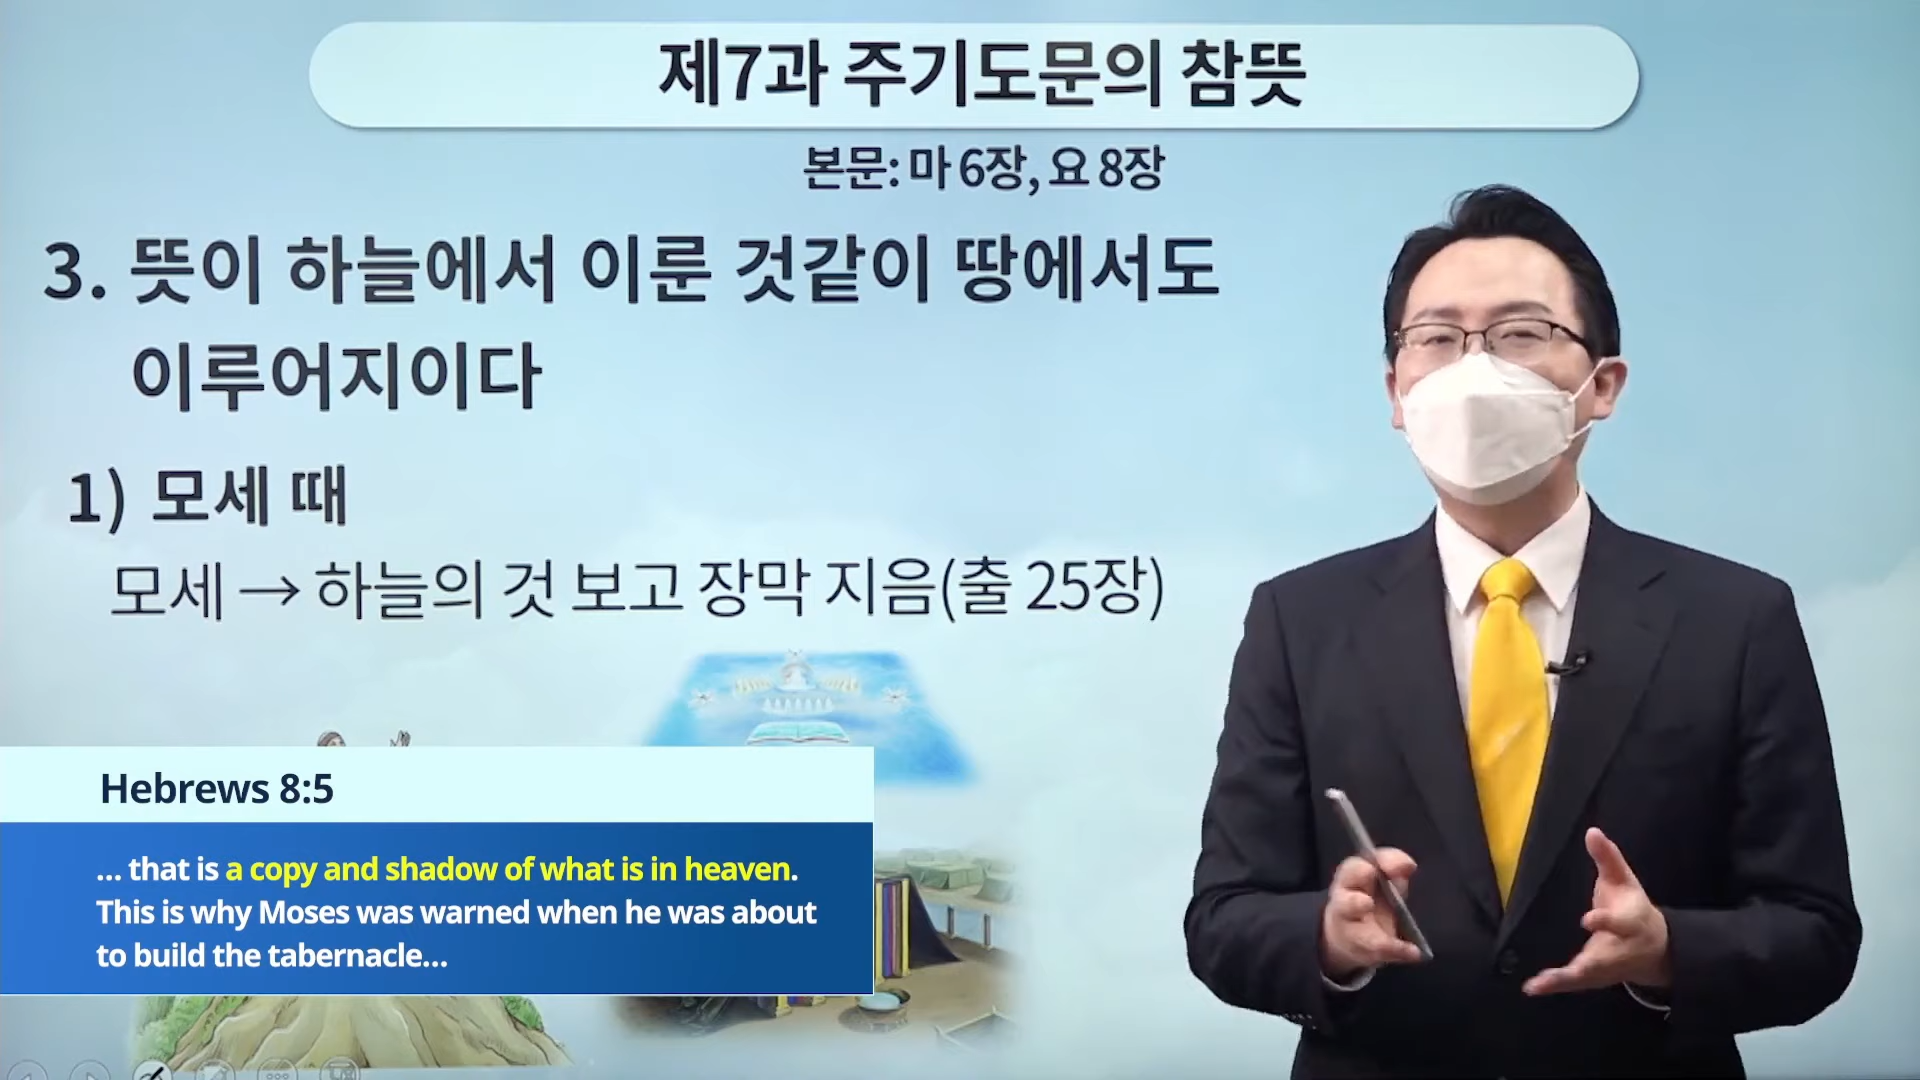 제7과 주기도문의 참뜻
본문: 마 6장, 요 8장
3. 뜻이 하늘에서 이룬 것같이 땅에서도
이루어지이다
1) 모세 때
모세 → 하늘의 것 보고 장막 지음(출 25장)
Hebrews 8:5
... that is a copy and shadow of what is in heaven.
This is why Moses was warned when he was about
to build the tabernacle...